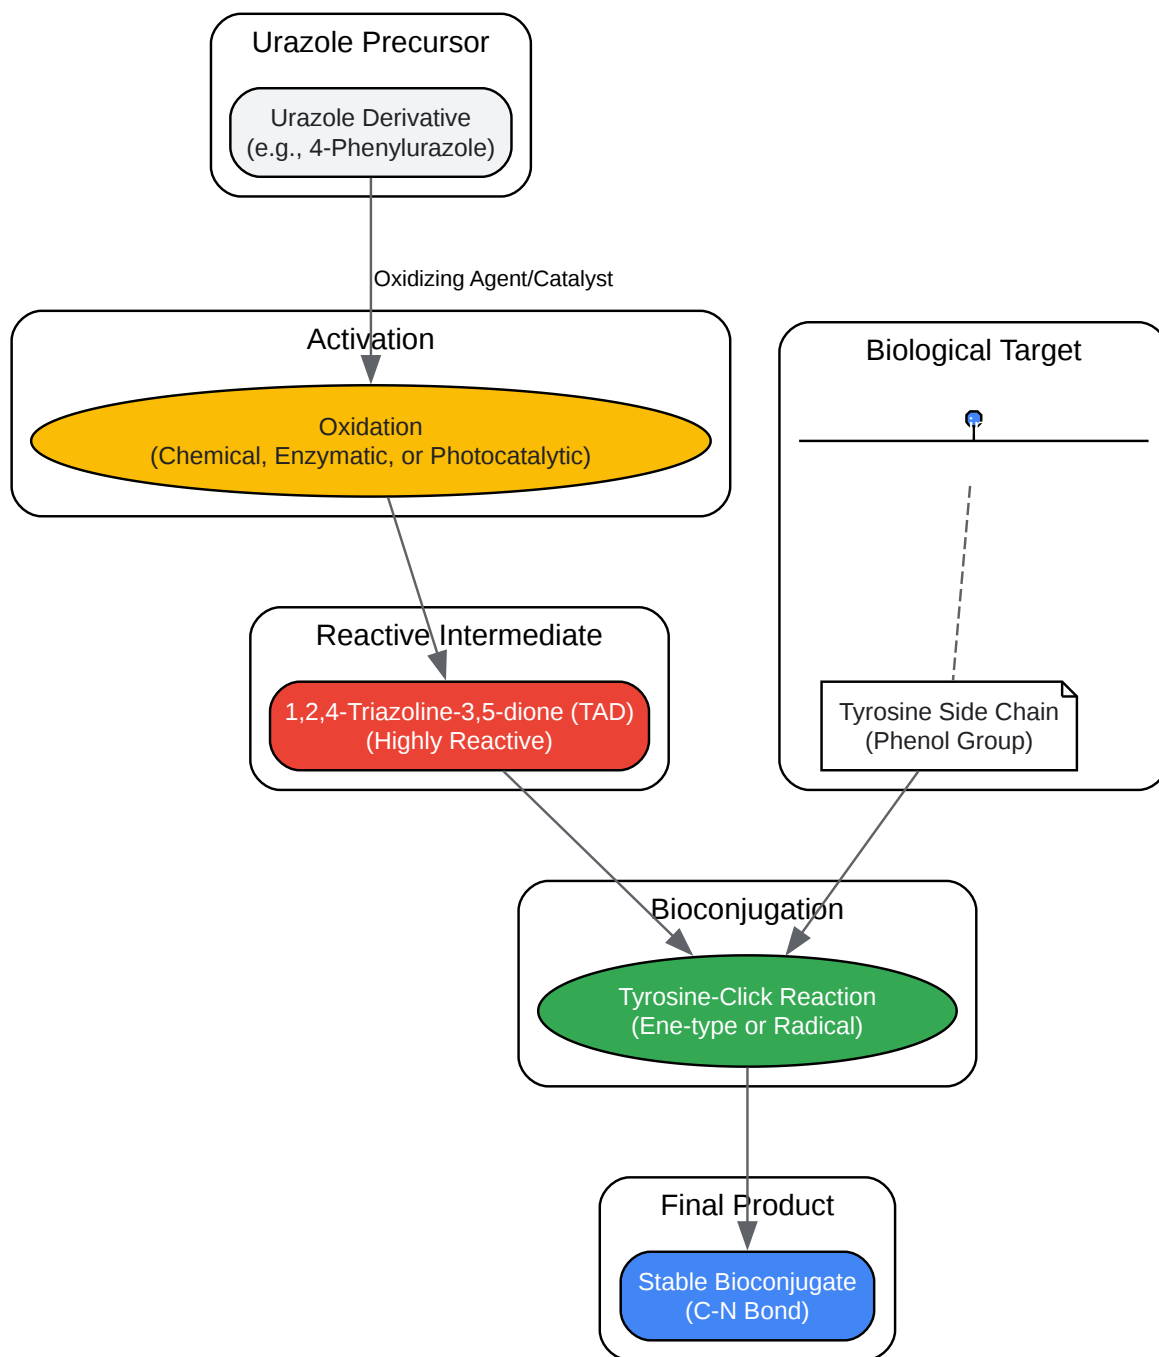 Urazole Precursor
Urazole Derivative
(e.g., 4-Phenylurazole)
Oxidizing Agent/Catalyst
Activation
Oxidation
(Chemical, Enzymatic, or Photocatalytic)
Biological Target
Reactive Intermediate
1,2,4-Triazoline-3,5-dione (TAD)
(Highly Reactive)
Tyrosine Side Chain
(Phenol Group)
Bioconjugation
Tyrosine-Click Reaction
(Ene-type or Radical)
Final Product
Stable Bioconjugate
(C-N Bond)